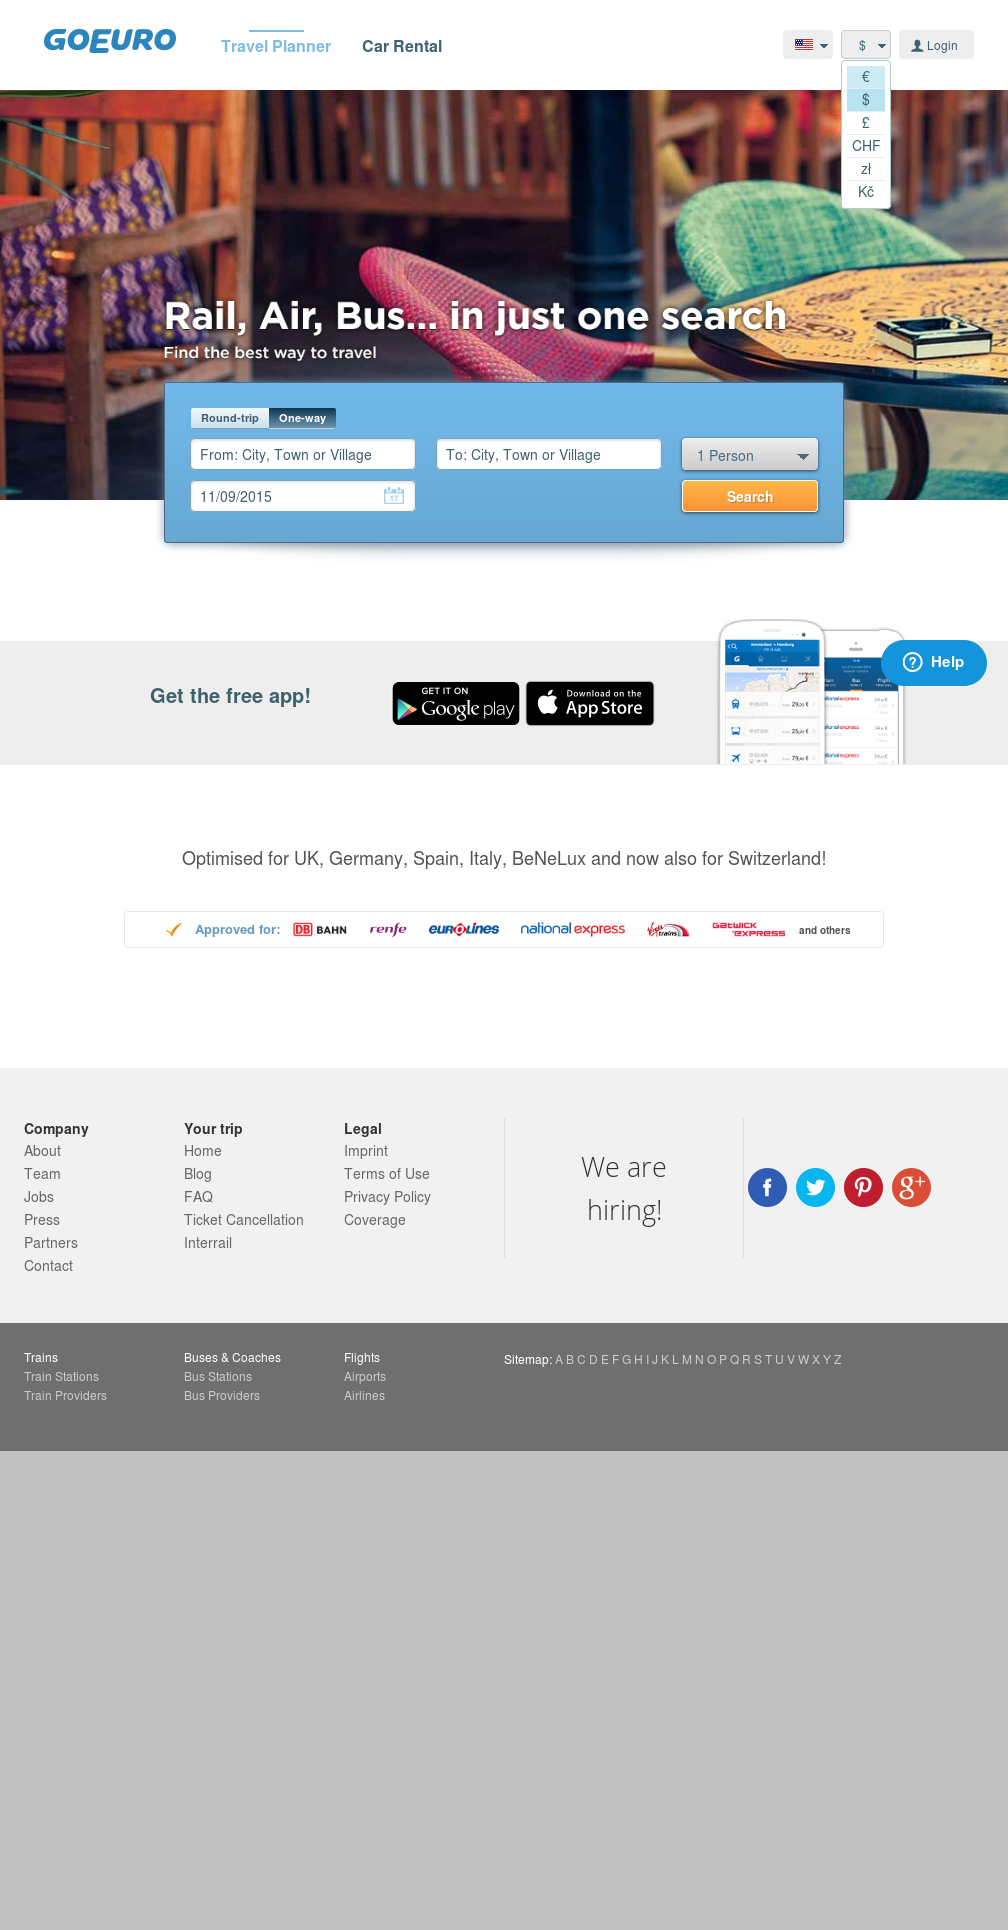 GOEURO
Travel Planner
Car Rental
$
Login
€
$
£
CHF
zł
Kč
Rail, Air, Bus... in just one search
Find the best way to travel
Round-trip
One-way
From: City, Town or Village
To: City, Town or Village
1 Person
11/09/2015
17
Search
Help
Get the free app!
GET IT ON
Google play
Download on the
App Store
Optimised for UK, Germany, Spain, Italy, BeNeLux and now also for Switzerland!
Approved for:
DB BAHN
renfe
eurolines
national express
Virgin trains
Gatwick express
and others
Company
About
Team
Jobs
Press
Partners
Contact
Your trip
Home
Blog
FAQ
Ticket Cancellation
Interrail
Legal
Imprint
Terms of Use
Privacy Policy
Coverage
We are
hiring!
Trains
Train Stations
Train Providers
Buses & Coaches
Bus Stations
Bus Providers
Flights
Airports
Airlines
Sitemap: A B C D E F G H I J K L M N O P Q R S T U V W X Y Z